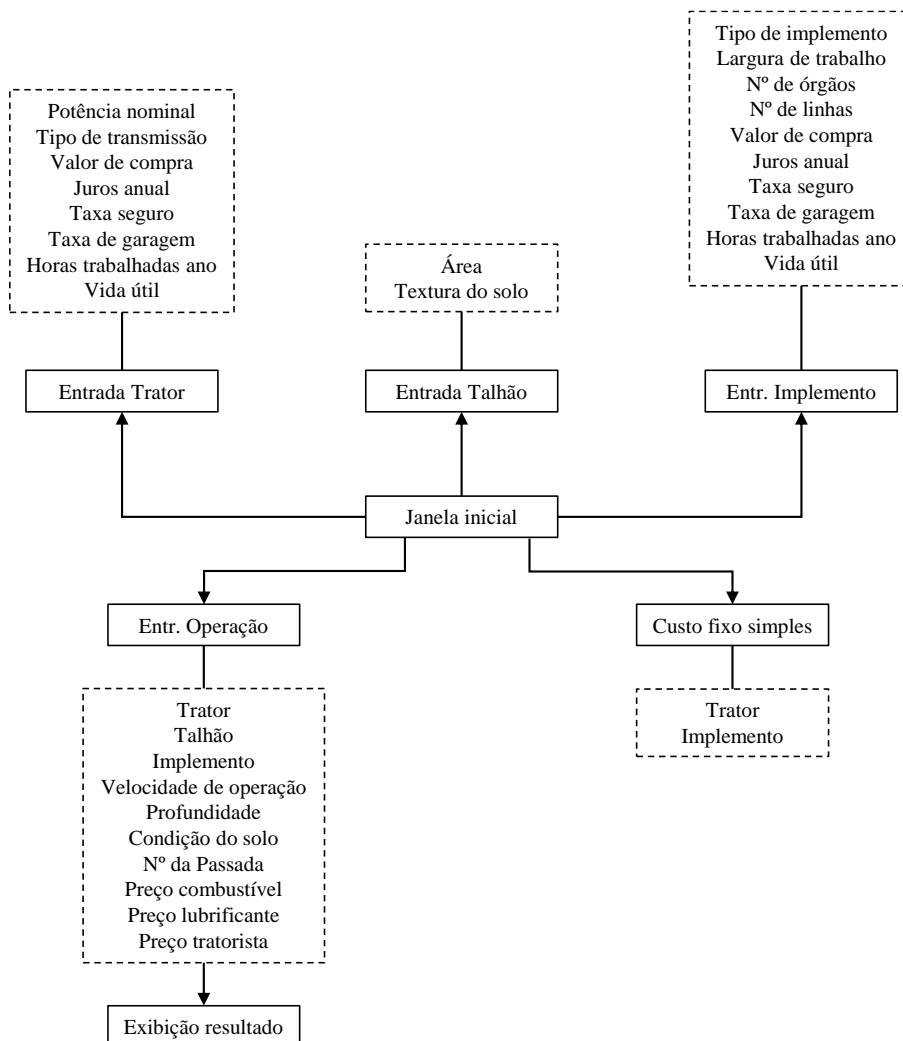 Tipo de implemento
Largura de trabalho
Nº de órgãos
Nº de linhas
Valor de compra
Juros anual
Taxa seguro
Taxa de garagem
Horas trabalhadas ano
Vida útil
Potência nominal
Tipo de transmissão
Valor de compra
Juros anual
Taxa seguro
Taxa de garagem
Horas trabalhadas ano
Vida útil
Área
Textura do solo
Entrada Trator
Entrada Talhão
Entr. Implemento
Janela inicial
Entr. Operação
Custo fixo simples
Trator
Talhão
Implemento
Velocidade de operação
Profundidade
Condição do solo
Nº da Passada
Preço combustível
Preço lubrificante
Preço tratorista
Trator
Implemento
Exibição resultado